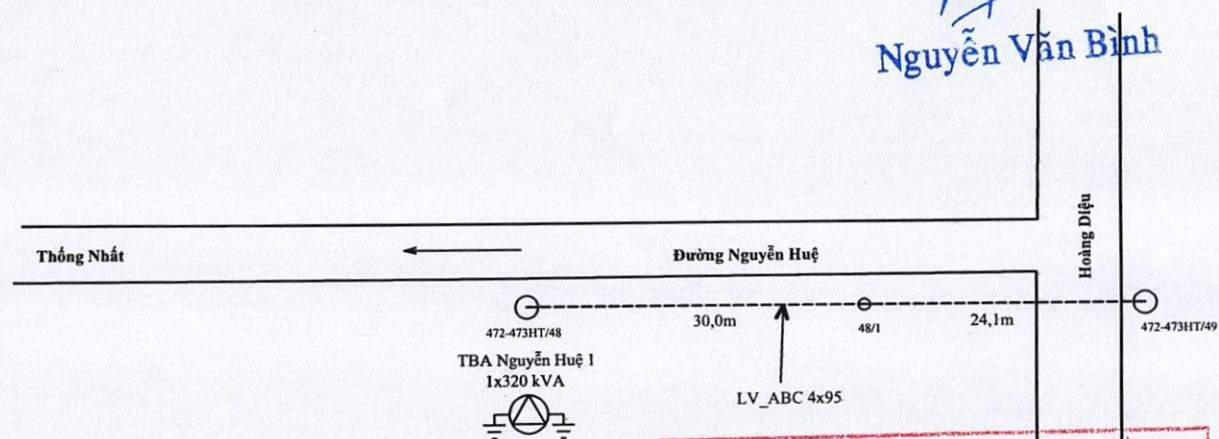 Nguyễn Văn Bình
Hoàng Diệu
Thống Nhất
Đường Nguyễn Huệ
472-473HT/48
30,0m
48/1
24,1m
472-473HT/49
TBA Nguyễn Huệ 1
1x320 kVA
LV_ABC 4x95